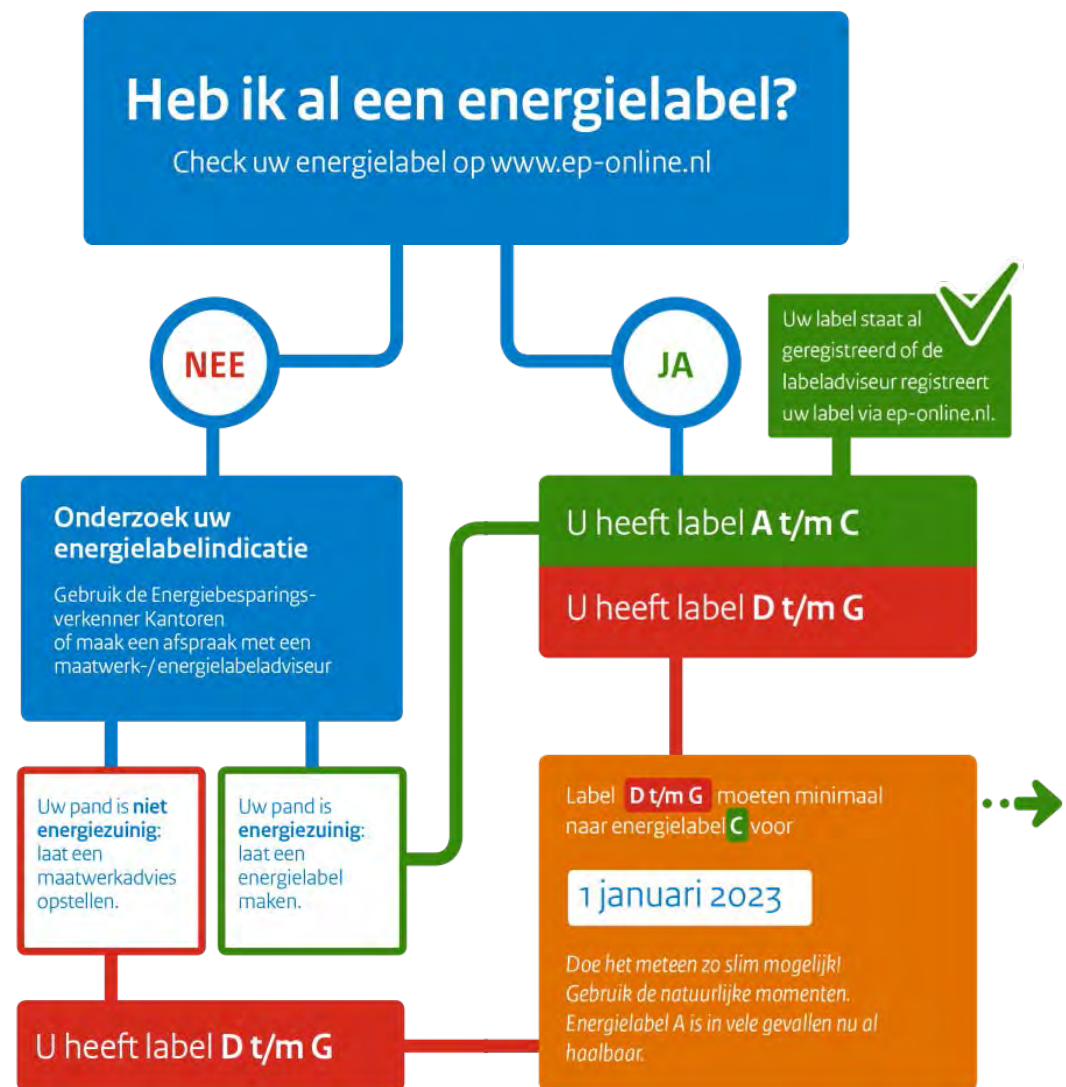 Heb ik al een energielabel?
Check uw energielabel op www.ep-online.nl
NEE
JA
Uw label staat al
geregistreerd of de
labeladviseur registreert
uw label via ep-online.nl.
Onderzoek uw
energielabelindicatie
Gebruik de Energiebesparings-
verkenner Kantoren
of maak een afspraak met een
maatwerk-/energielabeladviseur
U heeft label A t/m C
U heeft label D t/m G
Uw pand is niet
energiezuinig:
laat een
maatwerkadvies
opstellen.
Uw pand is
energiezuinig:
laat een
energielabel
maken.
Label D t/m G moeten minimaal
naar energielabel C voor
1 januari 2023
Doe het meteen zo slim mogelijk!
Gebruik de natuurlijke momenten.
Energielabel A is in vele gevallen nu al
haalbaar.
U heeft label D t/m G